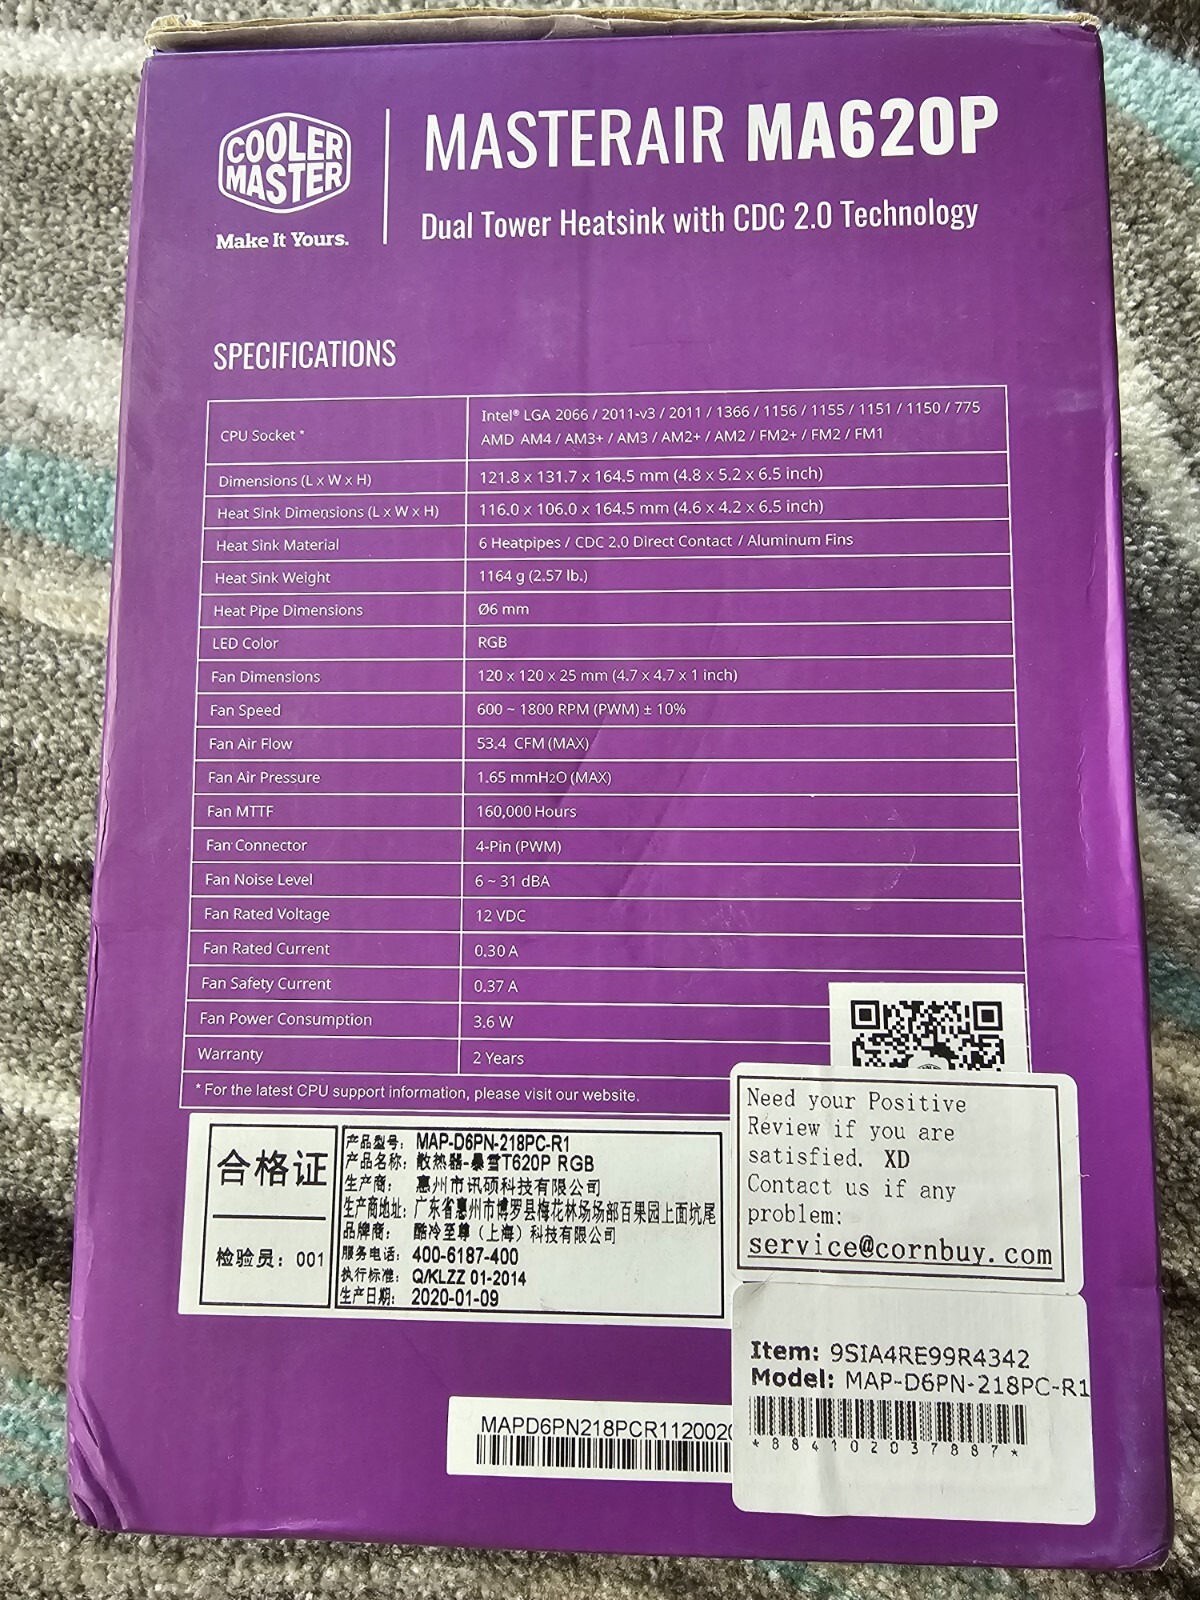 COOLER
MASTER
Make It Yours.
MASTERAIR MA620P
Dual Tower Heatsink with CDC 2.0 Technology
SPECIFICATIONS
CPU Socket * Intel® LGA 2066 / 2011-v3 / 2011 / 1366 / 1156 / 1155 / 1151 / 1150 / 775
AMD AM4 / AM3+ / AM3 / AM2+ / AM2 / FM2+ / FM2 / FM1
Dimensions (L x W x H) 121.8 x 131.7 x 164.5 mm (4.8 x 5.2 x 6.5 inch)
Heat Sink Dimensions (L x W x H) 116.0 x 106.0 x 164.5 mm (4.6 x 4.2 x 6.5 inch)
Heat Sink Material 6 Heatpipes / CDC 2.0 Direct Contact / Aluminum Fins
Heat Sink Weight 1164 g (2.57 lb.)
Heat Pipe Dimensions Ø6 mm
LED Color RGB
Fan Dimensions 120 x 120 x 25 mm (4.7 x 4.7 x 1 inch)
Fan Speed 600 ~ 1800 RPM (PWM) ± 10%
Fan Air Flow 53.4 CFM (MAX)
Fan Air Pressure 1.65 mmH2O (MAX)
Fan MTTF 160,000 Hours
Fan Connector 4-Pin (PWM)
Fan Noise Level 6 ~ 31 dBA
Fan Rated Voltage 12 VDC
Fan Rated Current 0.30 A
Fan Safety Current 0.37 A
Fan Power Consumption 3.6 W
Warranty 2 Years
* For the latest CPU support information, please visit our website.
合格证
检验员：001
产品型号：MAP-D6PN-218PC-R1
产品名称：散热器-暴雪T620P RGB
生产商：惠州市讯硕科技有限公司
生产商地址：广东省惠州市博罗县梅花林场场部百果园上面坑尾
品牌商：酷冷至尊（上海）科技有限公司
服务电话：400-6187-400
执行标准：Q/KLZZ 01-2014
生产日期：2020-01-09
Need your Positive
Review if you are
satisfied. XD
Contact us if any
problem:
service@cornbuy.com
Item: 9SIA4RE99R4342
Model: MAP-D6PN-218PC-R1
*884102037887*
MAPD6PN218PCR1120020